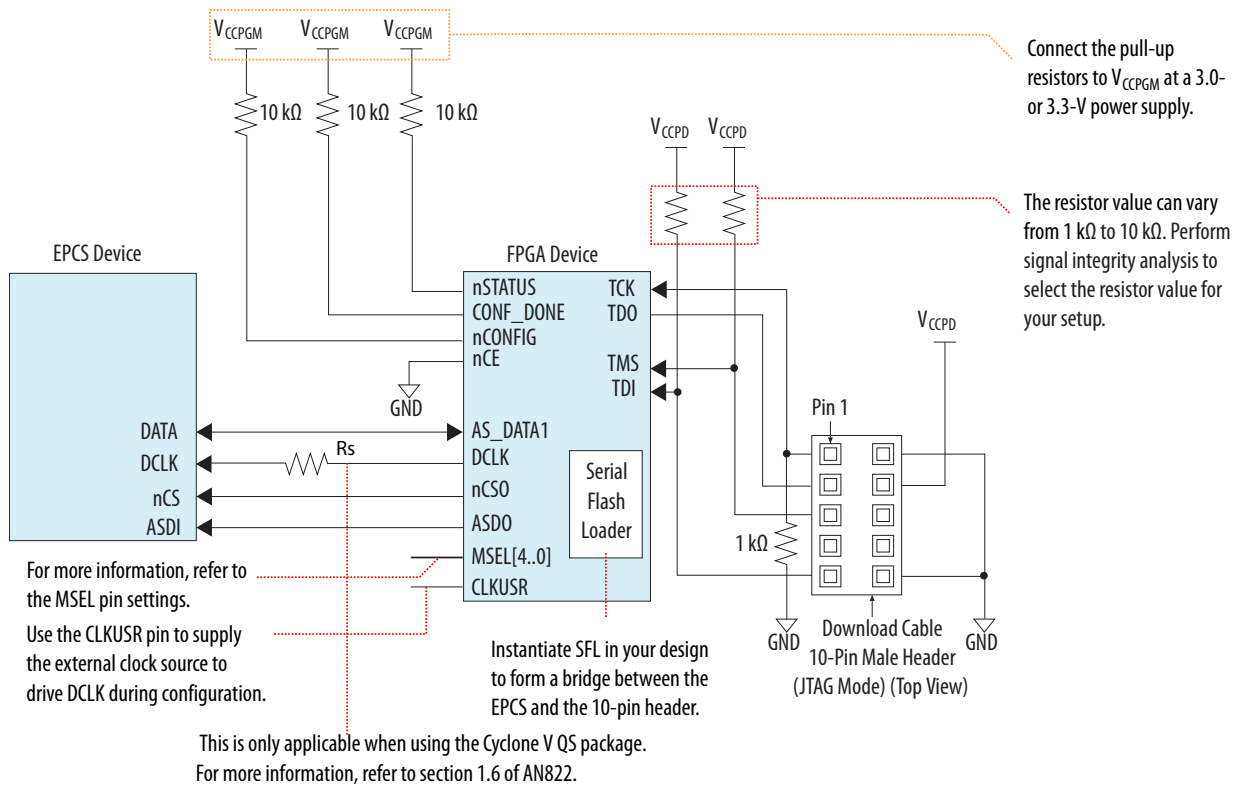 VCCPGM VCCPGM VCCPGM
10 kΩ 10 kΩ 10 kΩ
Connect the pull-up
resistors to VCCPGM at a 3.0-
or 3.3-V power supply.
VCCPD VCCPD
The resistor value can vary
from 1 kΩ to 10 kΩ. Perform
signal integrity analysis to
select the resistor value for
your setup.
EPCS Device
DATA
DCLK
nCS
ASDI
Rs
GND
FPGA Device
nSTATUS
CONF_DONE
nCONFIG
nCE
AS_DATA1
DCLK
nCSO
ASDO
MSEL[4..0]
CLKUSR
TCK
TDO
TMS
TDI
Serial
Flash
Loader
VCCPD
Pin 1
1 kΩ
GND
GND
Download Cable
10-Pin Male Header
(JTAG Mode) (Top View)
For more information, refer to
the MSEL pin settings.
Use the CLKUSR pin to supply
the external clock source to
drive DCLK during configuration.
Instantiate SFL in your design
to form a bridge between the
EPCS and the 10-pin header.
This is only applicable when using the Cyclone V QS package.
For more information, refer to section 1.6 of AN822.